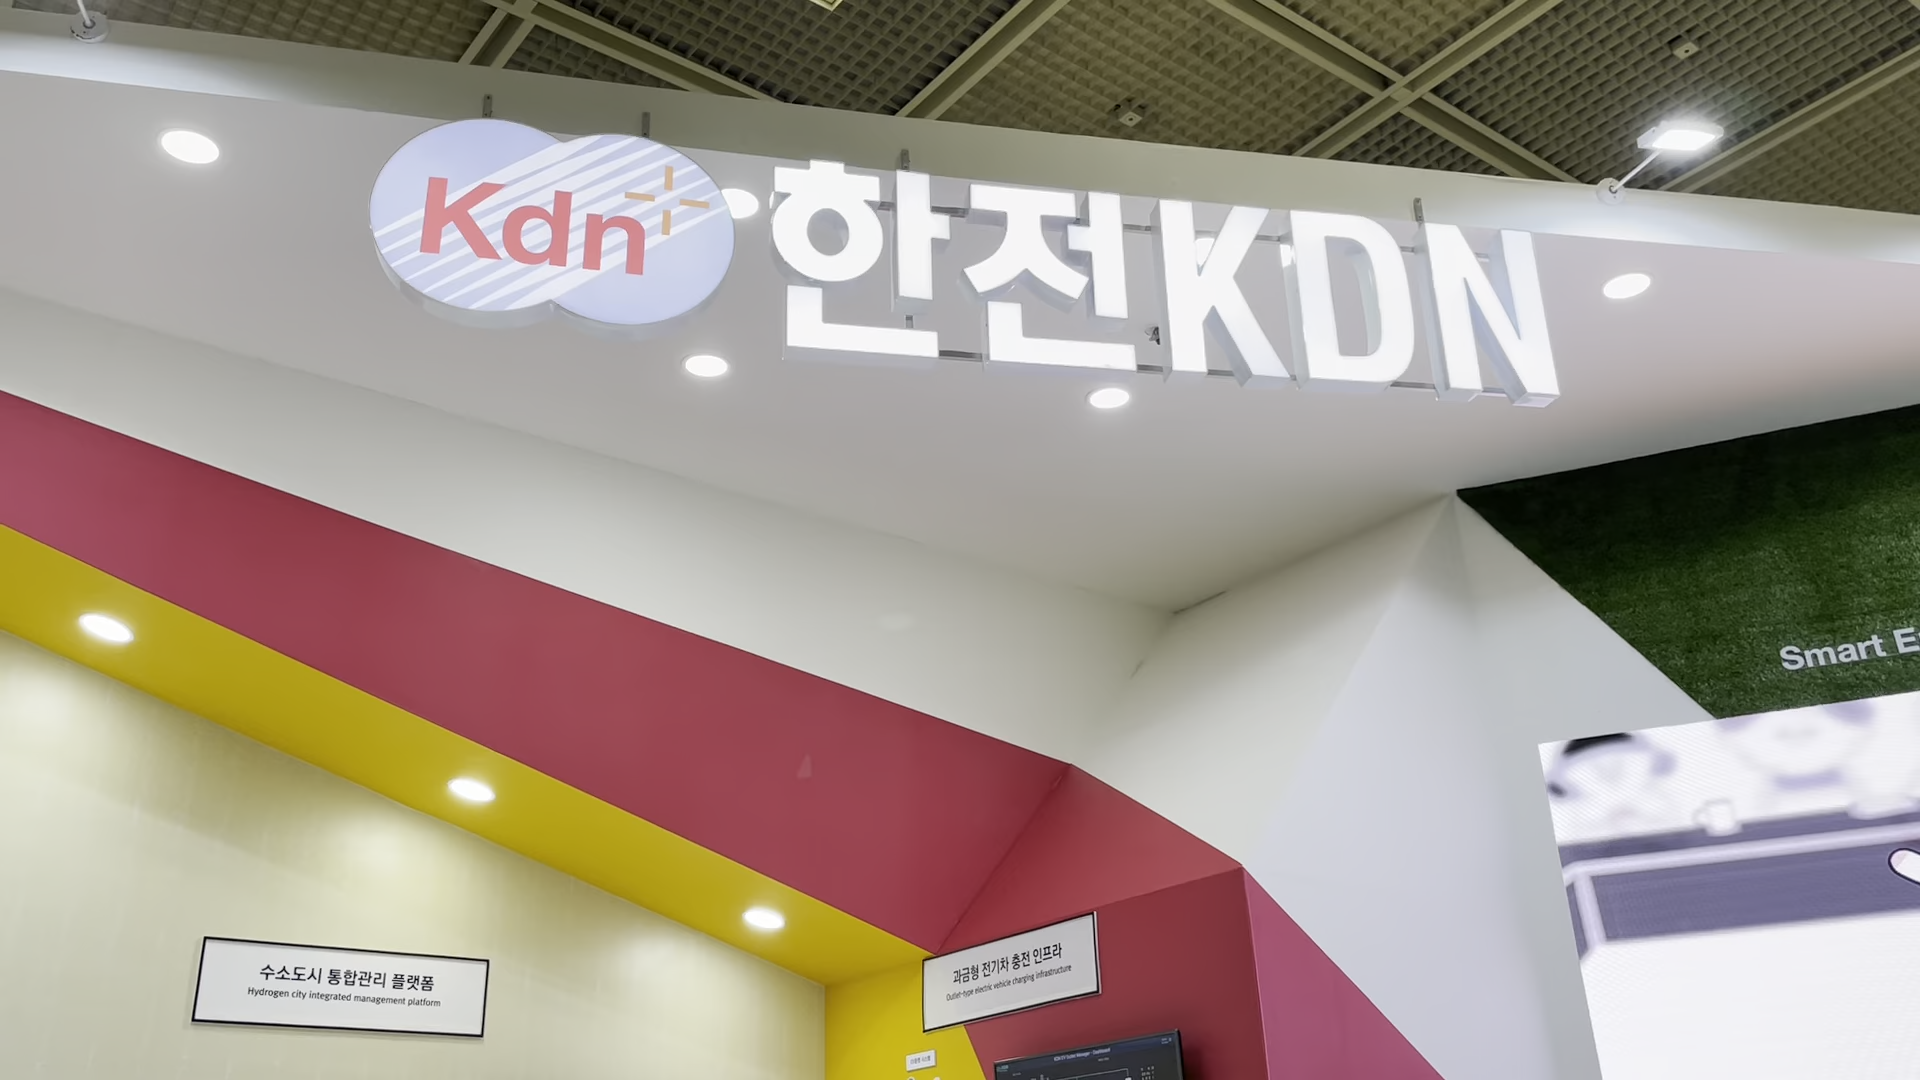 Kdn
한전KDN
Smart
수소도시 통합관리 플랫폼
Hydrogen city integrated management platform
과금형 전기차 충전 인프라
Outlet-type electric vehicle charging infrastructure